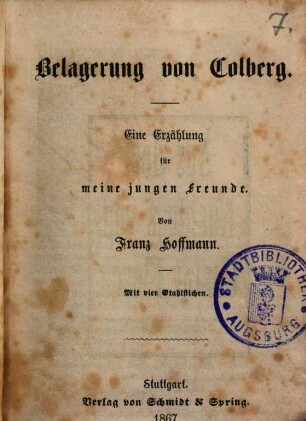 7.
Belagerung von Colberg.
Eine Erzählung
für
meine jungen Freunde.
Von
Franz Hoffmann.
Mit vier Stahlstichen.
STADTBIBLIOTHEK
AUGSBURG
Stuttgart.
Verlag von Schmidt & Spring.
1867